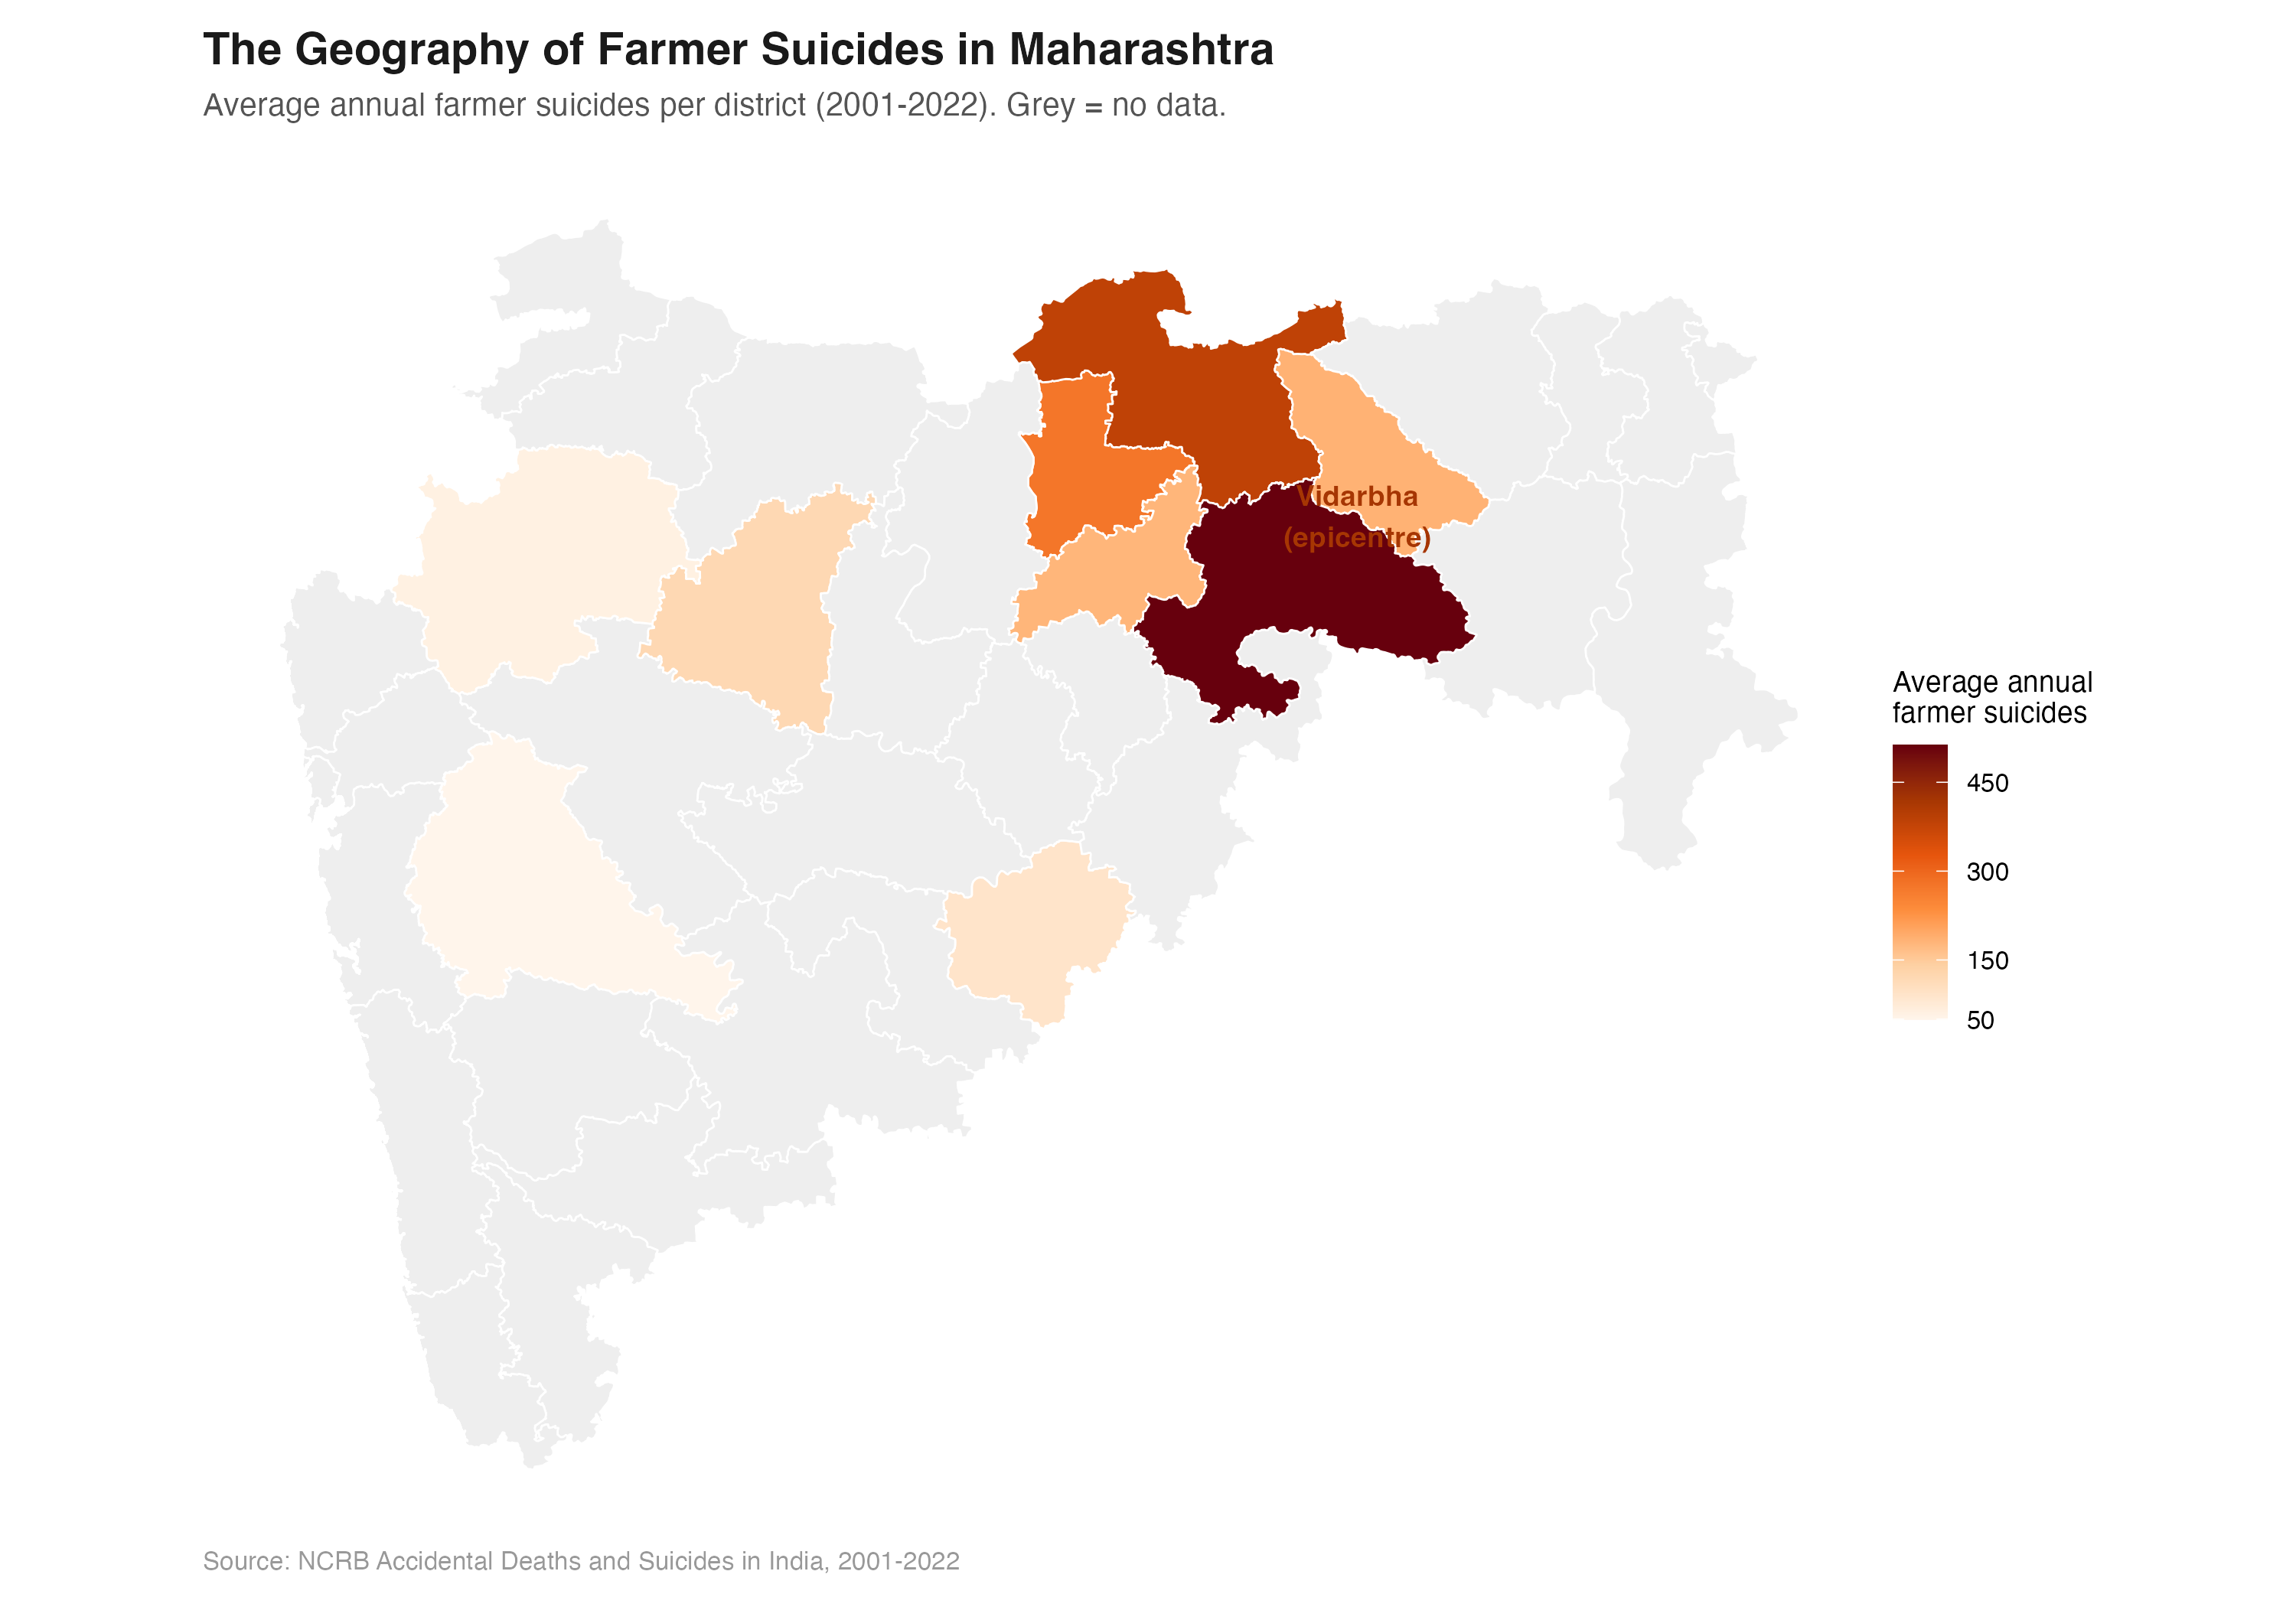 The Geography of Farmer Suicides in Maharashtra
Average annual farmer suicides per district (2001-2022). Grey = no data.
Vidarbha
(epicentre)
Average annual
farmer suicides
450
300
150
50
Source: NCRB Accidental Deaths and Suicides in India, 2001-2022